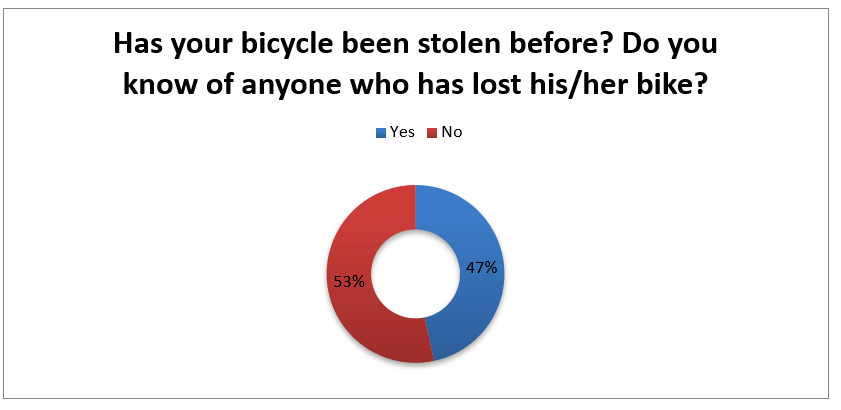 Has your bicycle been stolen before? Do you
know of anyone who has lost his/her bike?
Yes No
47%
53%